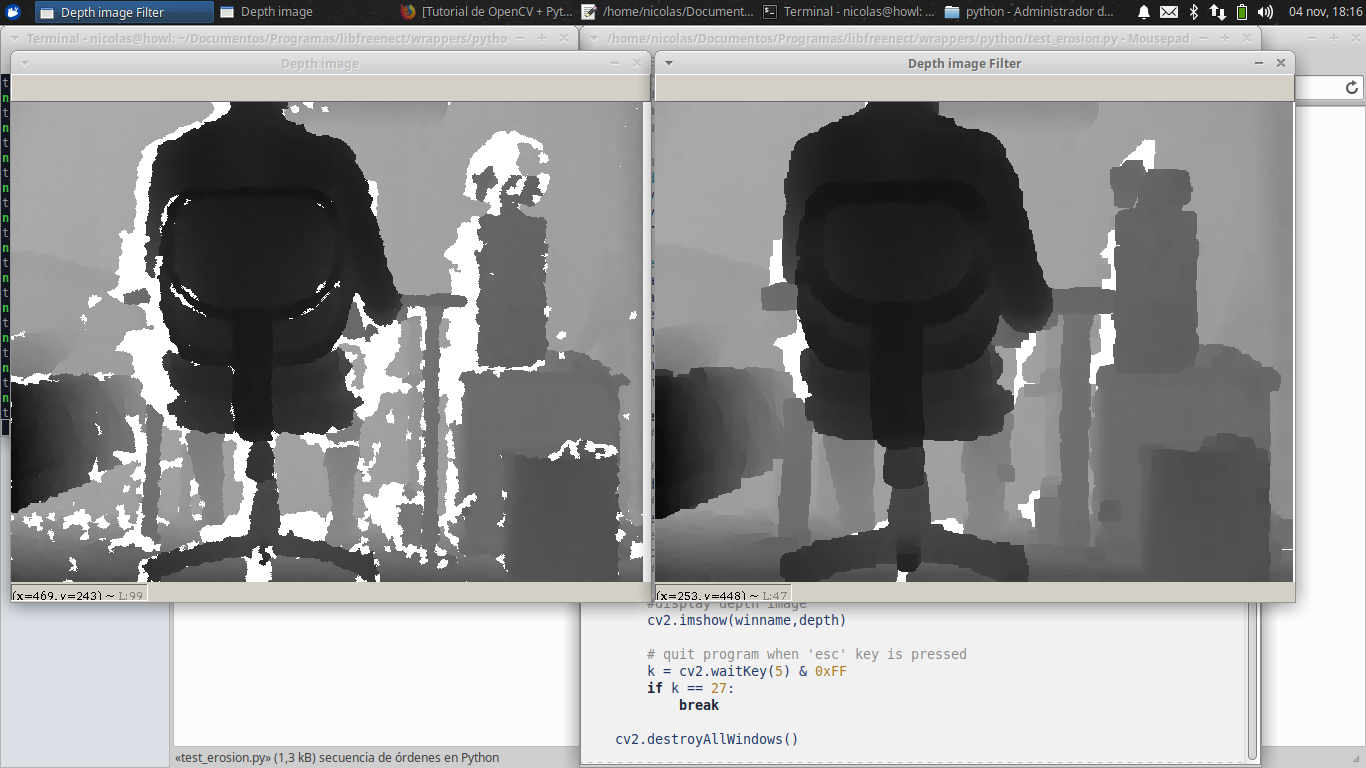 Depth image Filter
Depth image
[Tutorial de OpenCV + Pyt...
/home/nicolas/Document...
Terminal - nicolas@howl: ...
python - Administrador d...
04 nov, 18:16
Terminal - nicolas@howl: ~/Documentos/Programas/libfreenect/wrappers/pytho
/home/nicolas/Documentos/Programas/libfreenect/wrappers/python/test_erosion.py - Mousepad
Depth image
Depth image Filter
(x=469, y=243) ~ L:99
(x=253, y=448) ~ L:47
#display depth image
cv2.imshow(winname,depth)
# quit program when 'esc' key is pressed
k = cv2.waitKey(5) & 0xFF
if k == 27:
break
cv2.destroyAllWindows()
«test_erosion.py» (1,3 kB) secuencia de órdenes en Python